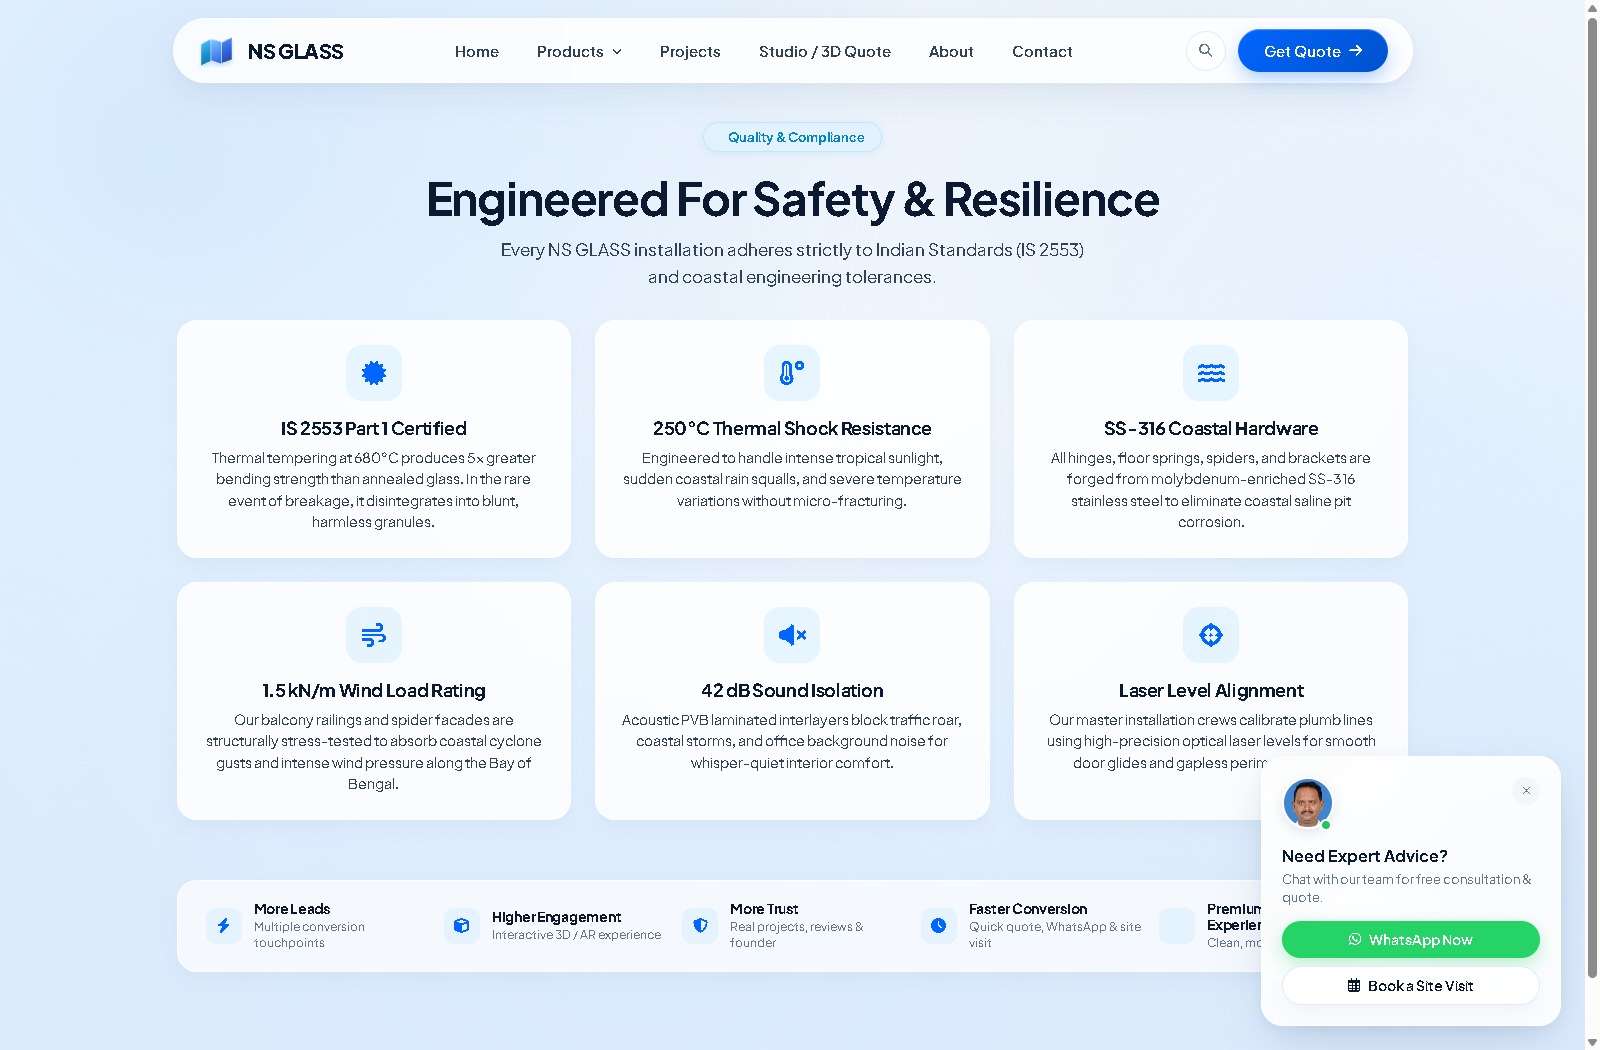 NS GLASS
Home
Products
Projects
Studio / 3D Quote
About
Contact
Get Quote
Quality & Compliance
Engineered For Safety & Resilience
Every NS GLASS installation adheres strictly to Indian Standards (IS 2553)
and coastal engineering tolerances.
IS 2553 Part 1 Certified
Thermal tempering at 680°C produces 5x greater
bending strength than annealed glass. In the rare
event of breakage, it disintegrates into blunt,
harmless granules.
250°C Thermal Shock Resistance
Engineered to handle intense tropical sunlight,
sudden coastal rain squalls, and severe temperature
variations without micro-fracturing.
SS-316 Coastal Hardware
All hinges, floor springs, spiders, and brackets are
forged from molybdenum-enriched SS-316
stainless steel to eliminate coastal saline pit
corrosion.
1.5 kN/m Wind Load Rating
Our balcony railings and spider facades are
structurally stress-tested to absorb coastal cyclone
gusts and intense wind pressure along the Bay of
Bengal.
42 dB Sound Isolation
Acoustic PVB laminated interlayers block traffic roar,
coastal storms, and office background noise for
whisper-quiet interior comfort.
Laser Level Alignment
Our master installation crews calibrate plumb lines
using high-precision optical laser levels for smooth
door glides and gapless
More Leads
Multiple conversion
touchpoints
Higher Engagement
Interactive 3D / AR experience
More Trust
Real projects, reviews &
founder
Faster Conversion
Quick quote, WhatsApp & site
visit
Clean,
Need Expert Advice?
Chat with our team for free consultation &
quote.
WhatsApp Now
Book a Site Visit